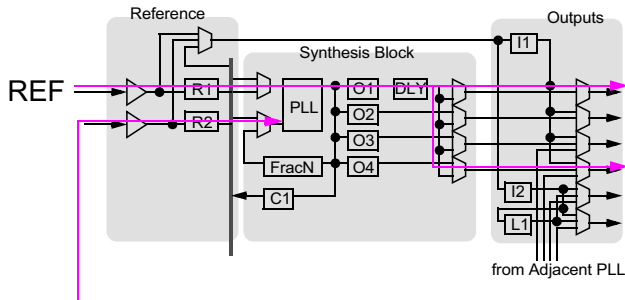 Reference
Outputs
Synthesis Block
I1
REF
R1
PLL
O1
DLY
R2
O2
O3
FracN
O4
C1
I2
L1
from Adjacent PLL